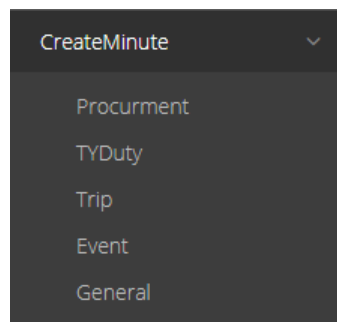 CreateMinute
Procurment
TYDuty
Trip
Event
General